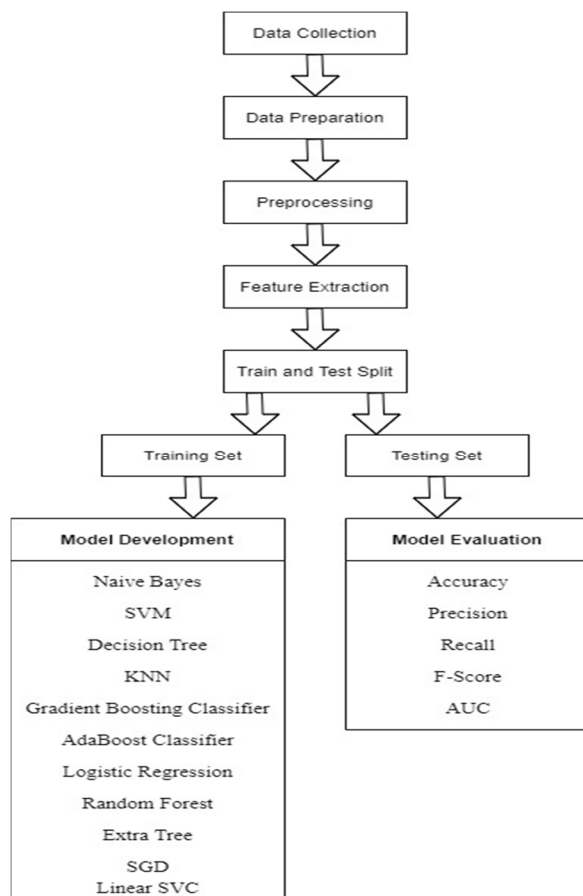 Data Collection
Data Preparation
Preprocessing
Feature Extraction
Train and Test Split
Training Set
Testing Set
Model Development
Naive Bayes
SVM
Decision Tree
KNN
Gradient Boosting Classifier
AdaBoost Classifier
Logistic Regression
Random Forest
Extra Tree
SGD
Linear SVC
Model Evaluation
Accuracy
Precision
Recall
F-Score
AUC